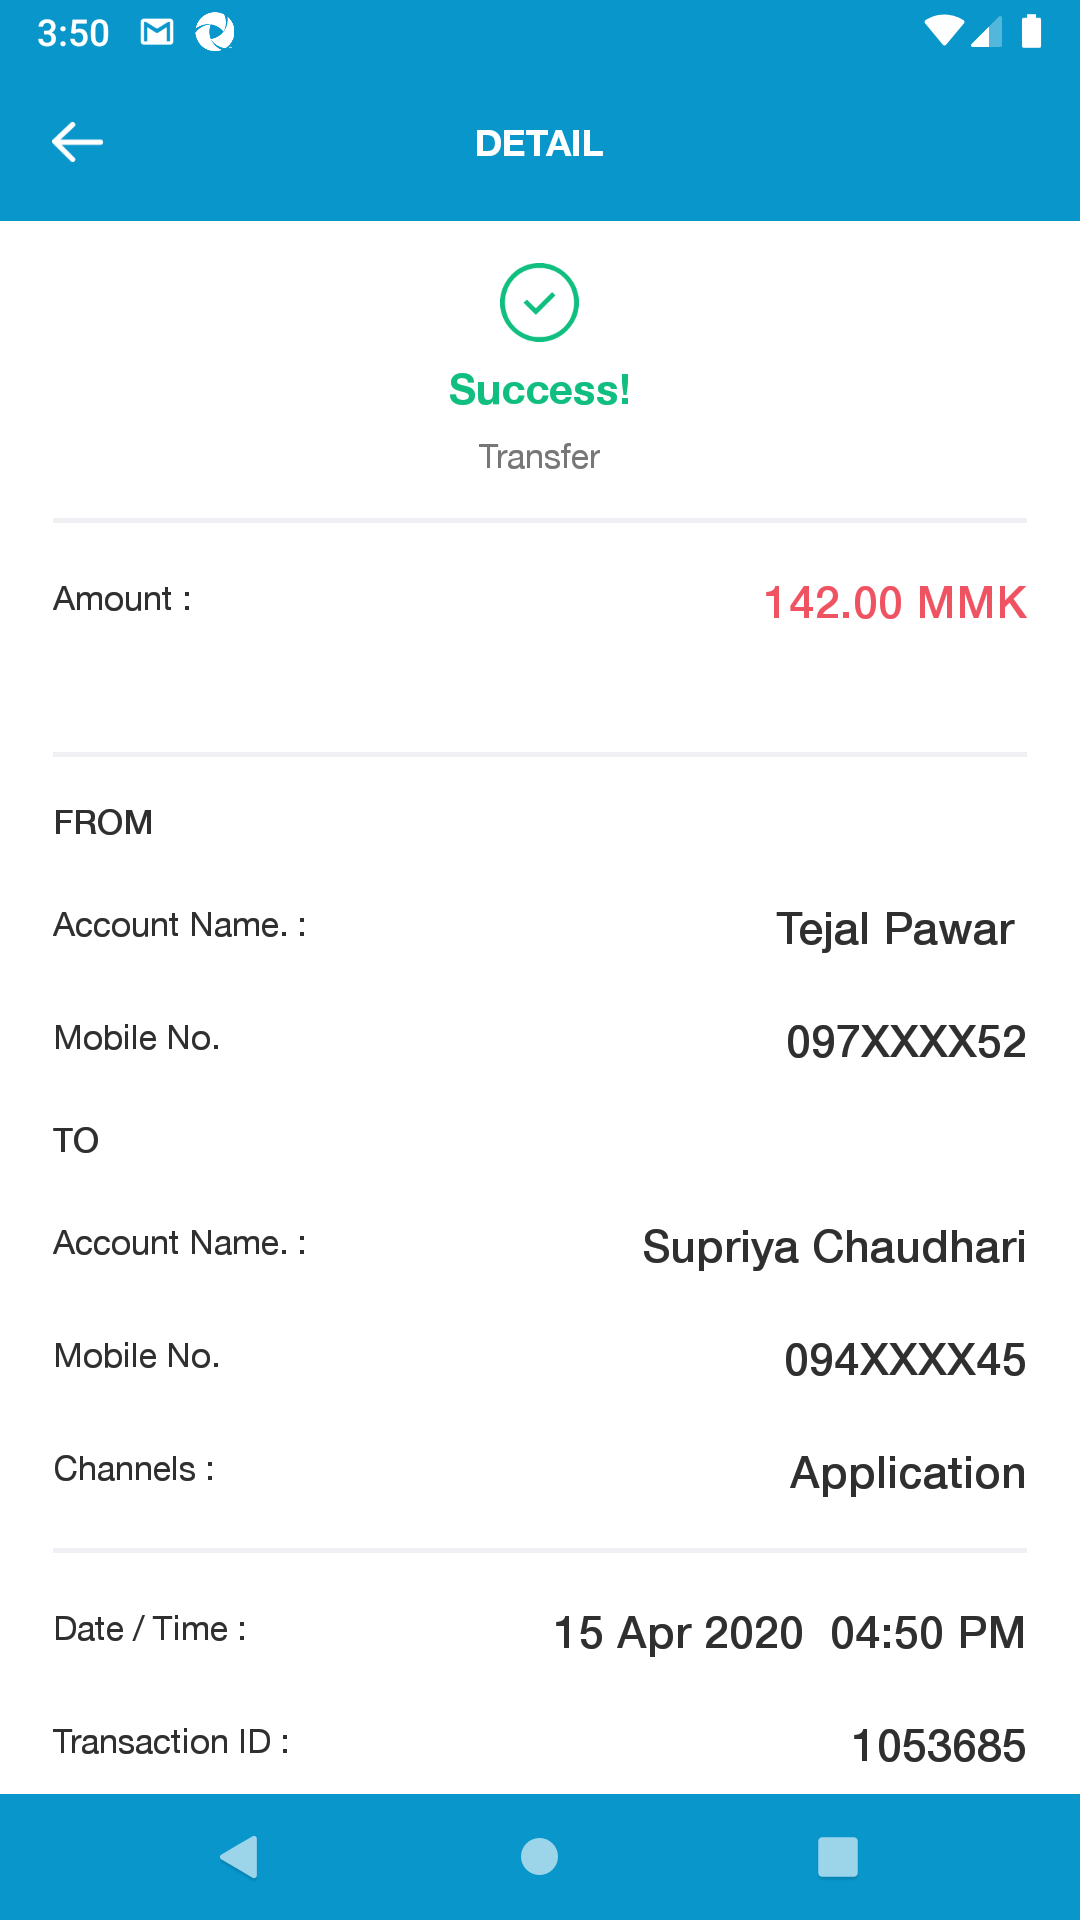 3:50
DETAIL
Success!
Transfer
Amount : 142.00 MMK
FROM
Account Name. : Tejal Pawar
Mobile No. 097XXXX52
TO
Account Name. : Supriya Chaudhari
Mobile No. 094XXXX45
Channels : Application
Date / Time : 15 Apr 2020 04:50 PM
Transaction ID : 1053685